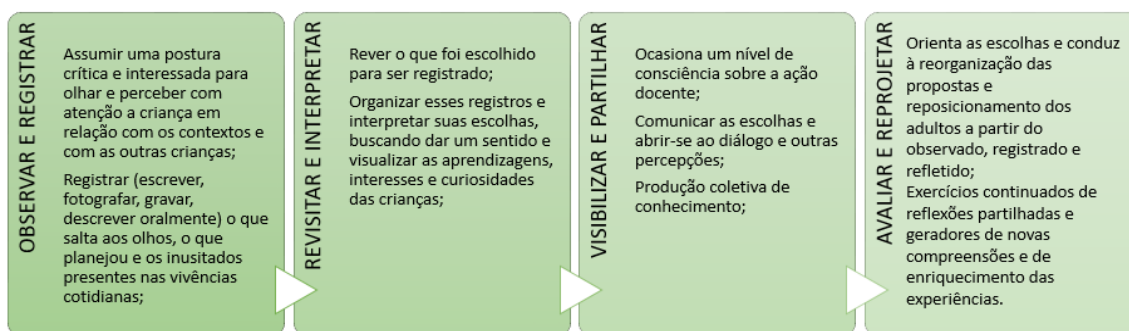 OBSERVAR E REGISTRAR
Assumir uma postura
crítica e interessada para
olhar e perceber com
atenção a criança em
relação com os contextos e
com as outras crianças;
Registrar (escrever,
fotografar, gravar,
descrever oralmente) o que
salta aos olhos, o que
planejou e os inusitados
presentes nas vivências
cotidianas;
REVISITAR E INTERPRETAR
Rever o que foi escolhido
para ser registrado;
Organizar esses registros e
interpretar suas escolhas,
buscando dar um sentido e
visualizar as aprendizagens,
interesses e curiosidades
das crianças;
VISIBILIZAR E PARTILHAR
Ocasiona um nível de
consciência sobre a ação
docente;
Comunicar as escolhas e
abrir-se ao diálogo e outras
percepções;
Produção coletiva de
conhecimento;
AVALIAR E REPROJETAR
Orienta as escolhas e conduz
à reorganização das
propostas e
reposicionamento dos
adultos a partir do
observado, registrado e
refletido;
Exercícios continuados de
reflexões partilhadas e
geradores de novas
compreensões e de
enriquecimento das
experiências.